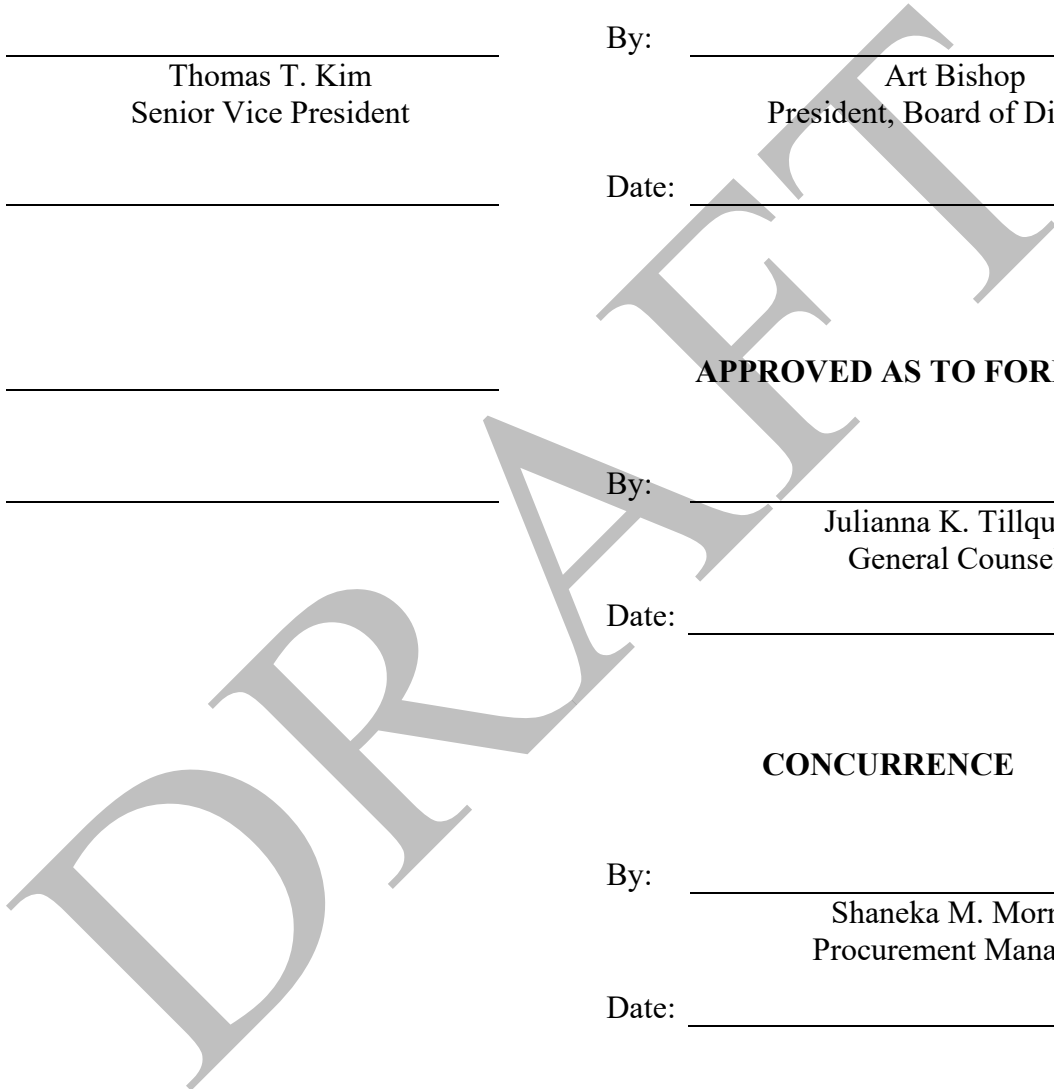 Thomas T. Kim
Senior Vice President
By:
Art Bishop
President, Board of Di
Date:
APPROVED AS TO FOR
By:
Julianna K. Tillqu
General Counse
Date:
CONCURRENCE
By:
Shaneka M. Morr
Procurement Mana
Date:
DRAFT